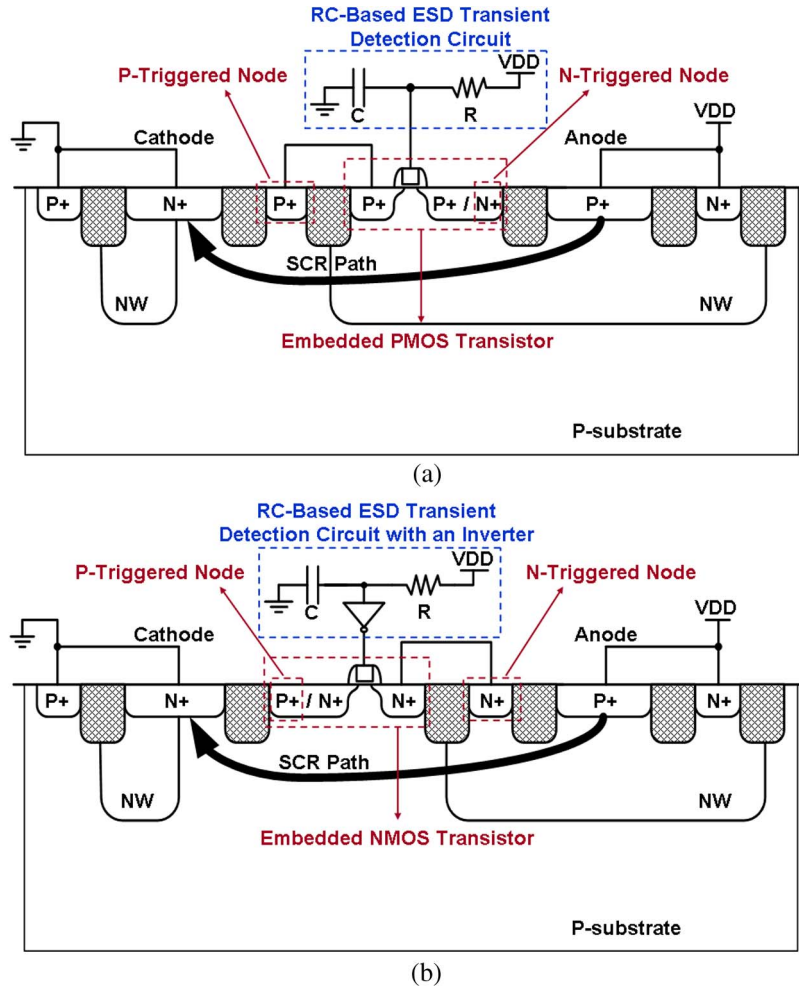 RC-Based ESD Transient
Detection Circuit
P-Triggered Node
VDD
N-Triggered Node
C
R
VDD
Cathode
Anode
P+
N+
P+
P+
P+ / N+
P+
N+
SCR Path
NW
NW
Embedded PMOS Transistor
P-substrate
(a)
RC-Based ESD Transient
Detection Circuit with an Inverter
P-Triggered Node
VDD
N-Triggered Node
C
R
VDD
Cathode
Anode
P+
N+
P+ / N+
N+
N+
P+
N+
SCR Path
NW
NW
Embedded NMOS Transistor
P-substrate
(b)